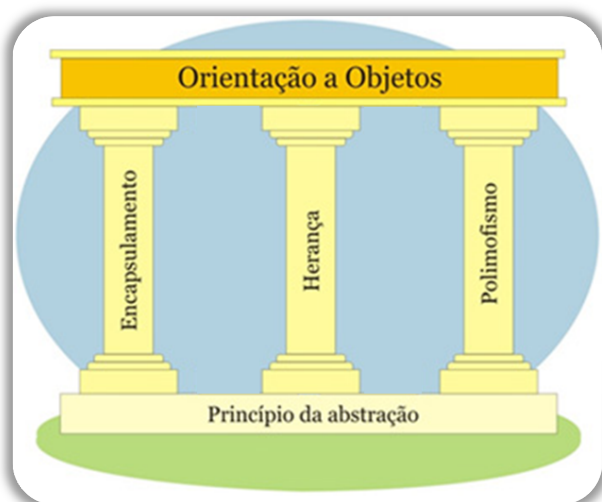 Orientação a Objetos
Encapsulamento
Herança
Polimofismo
Princípio da abstração